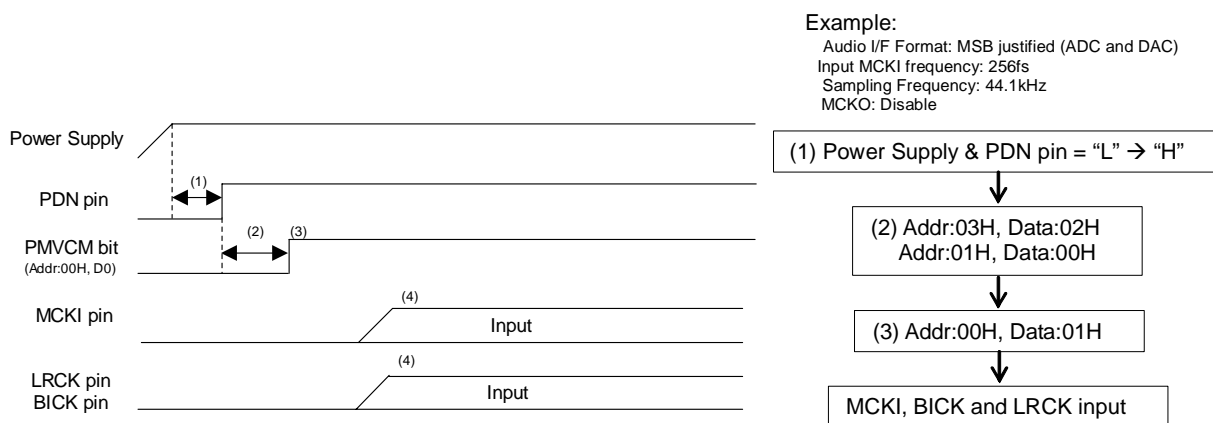 Example:
Audio I/F Format: MSB justified (ADC and DAC)
Input MCKI frequency: 256fs
Sampling Frequency: 44.1kHz
MCKO: Disable
Power Supply
(1)
PDN pin
(2)
(3)
PMVCM bit
(Addr:00H, D0)
(4)
MCKI pin
Input
(4)
LRCK pin
BICK pin
Input
(1) Power Supply & PDN pin = “L” → “H”
(2) Addr:03H, Data:02H
Addr:01H, Data:00H
(3) Addr:00H, Data:01H
MCKI, BICK and LRCK input